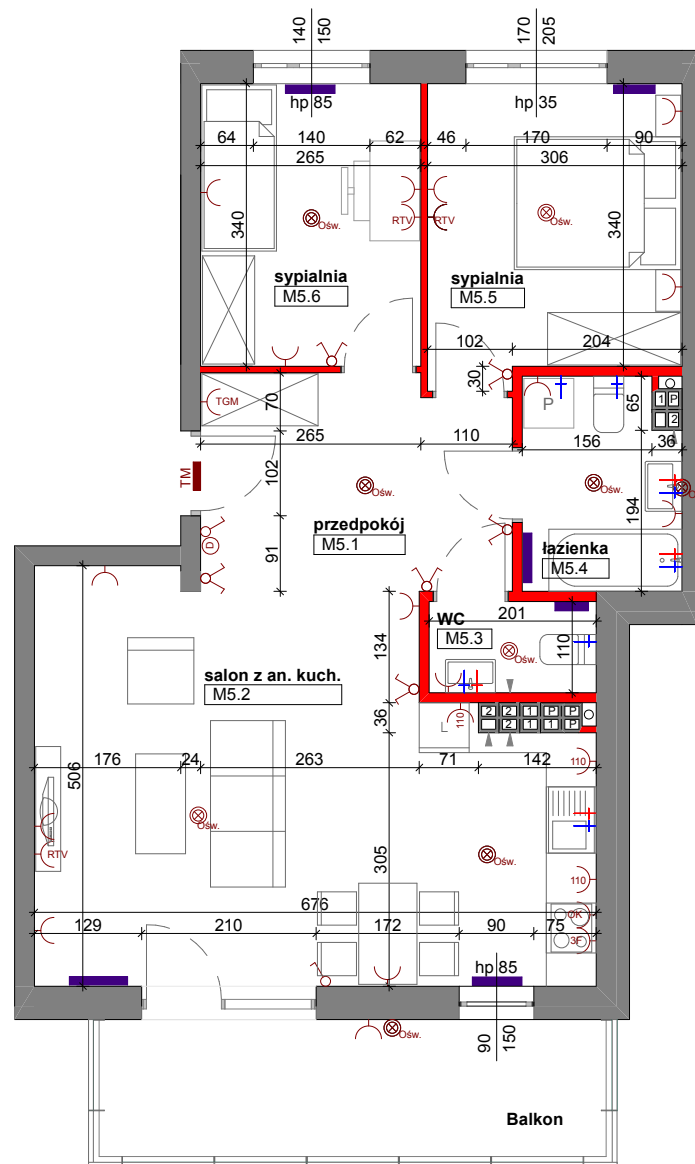 140
150
170
205
hp 85
hp 35
64
140
62
46
170
90
265
306
RTV
RTV
Ośw.
Ośw.
340
340
sypialnia
M5.6
sypialnia
M5.5
102
204
30
TGM
70
P
65
1 P
2
265
110
156
36
TM
102
Ośw.
Ośw.
Ośw.
194
przedpokój
M5.1
D
91
łazienka
M5.4
201
WC
M5.3
134
110
salon z an. kuch.
M5.2
Ośw.
36
L
110
2 2 1 P P
2 1 1 P
176
24
263
71
142
110
506
Ośw.
RTV
305
110
676
129
210
172
90
75
OK
3F
hp 85
Ośw.
90
150
Balkon